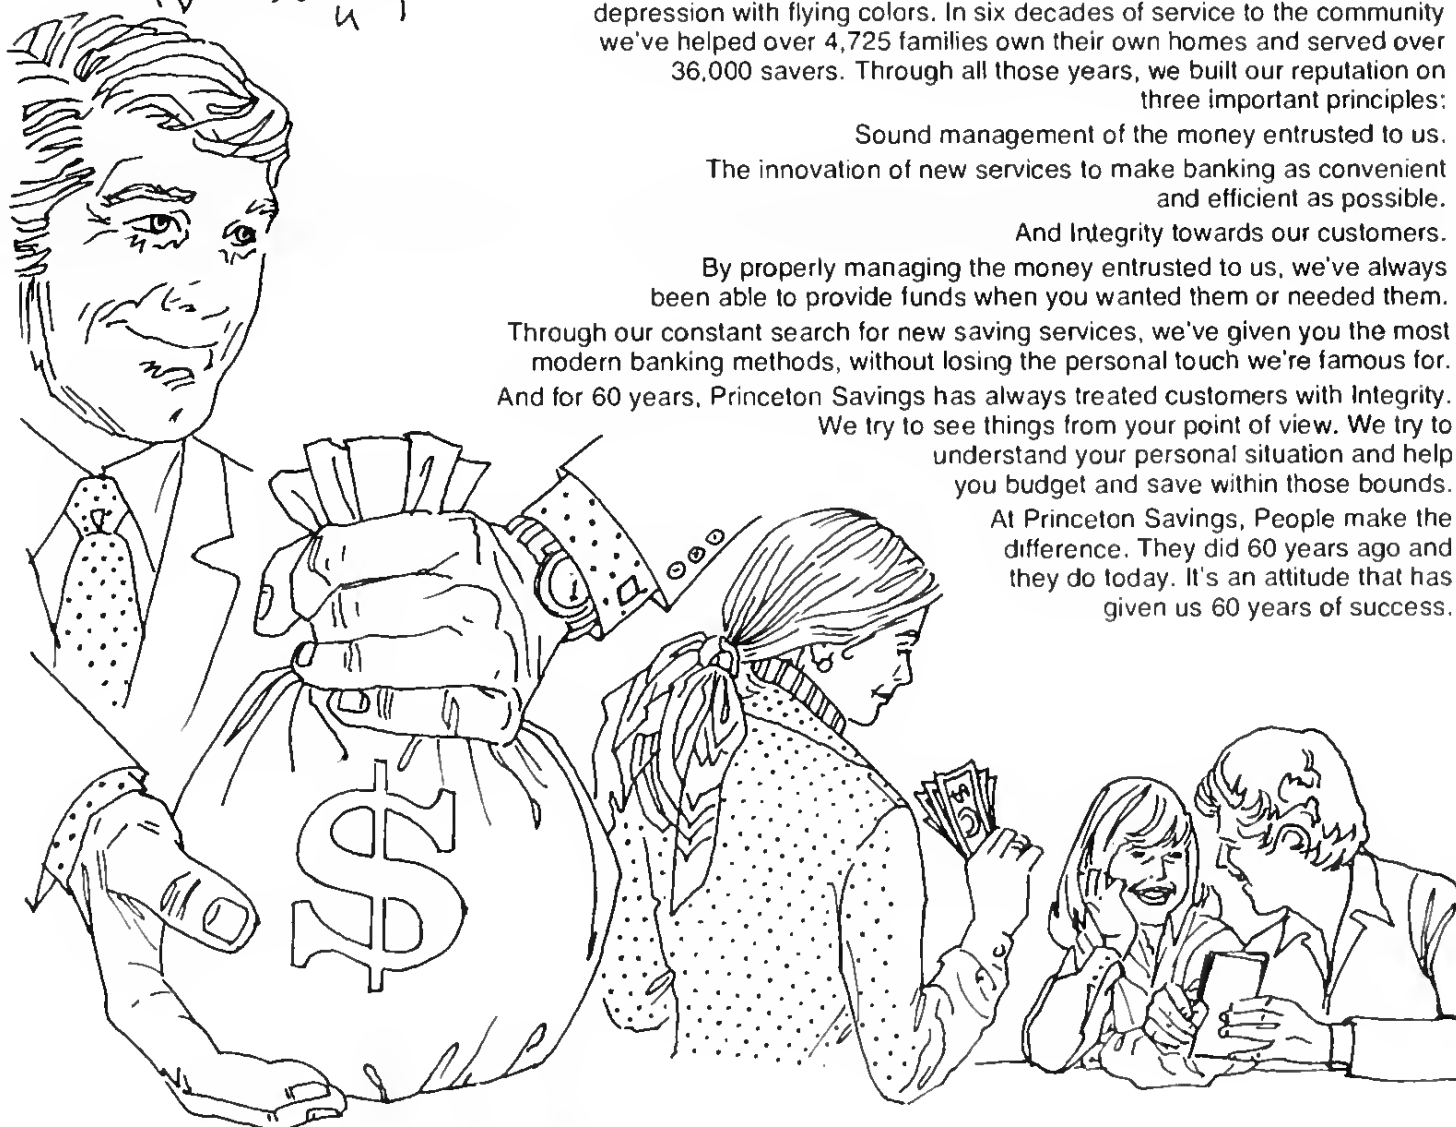 depression with flying colors. In six decades of service to the community
we've helped over 4,725 families own their own homes and served over
36,000 savers. Through all those years, we built our reputation on
three important principles:
Sound management of the money entrusted to us.
The innovation of new services to make banking as convenient
and efficient as possible.
And Integrity towards our customers.
By properly managing the money entrusted to us, we've always
been able to provide funds when you wanted them or needed them.
Through our constant search for new saving services, we've given you the most
modern banking methods, without losing the personal touch we're famous for.
And for 60 years, Princeton Savings has always treated customers with Integrity.
We try to see things from your point of view. We try to
understand your personal situation and help
you budget and save within those bounds.
At Princeton Savings, People make the
difference. They did 60 years ago and
they do today. It's an attitude that has
given us 60 years of success.
$
$